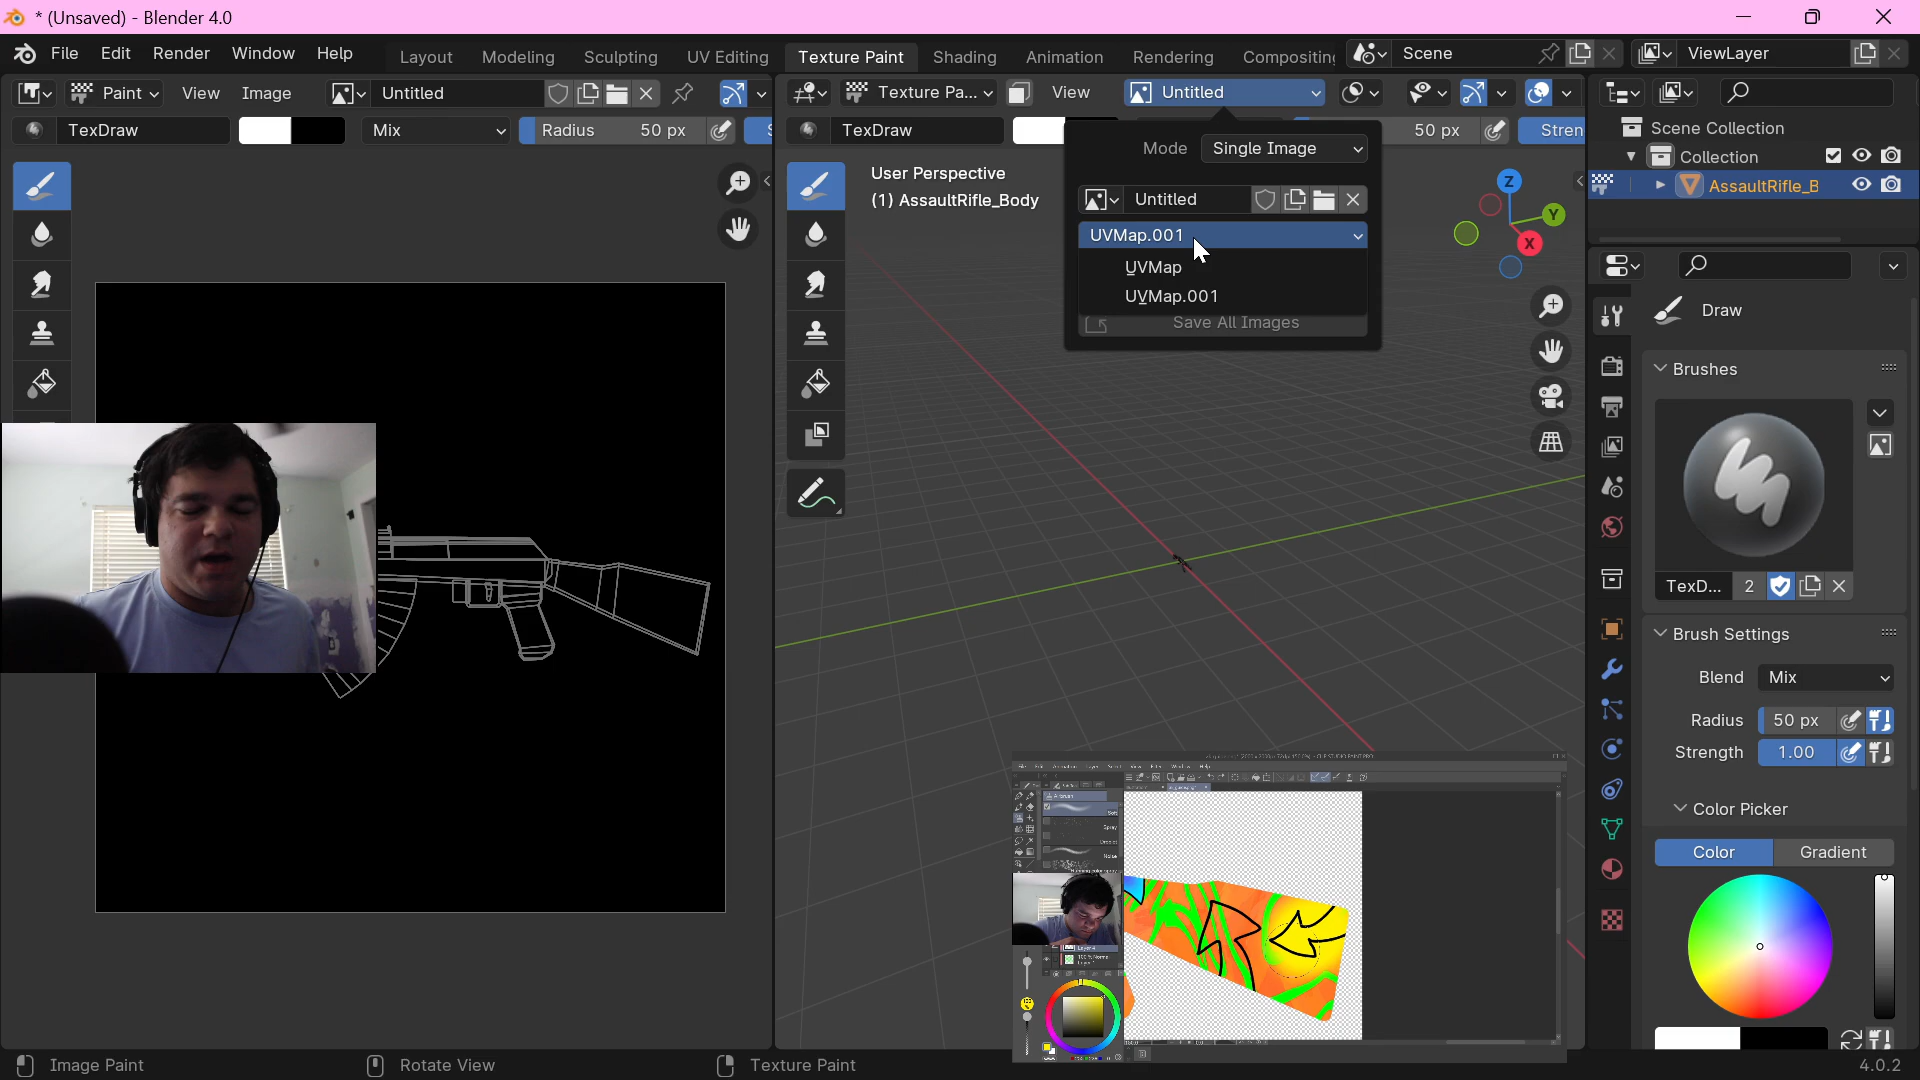 * (Unsaved) - Blender 4.0
File Edit Render Window Help
Layout Modeling Sculpting UV Editing Texture Paint Shading Animation Rendering Compositing
Scene
ViewLayer
Paint View Image Untitled
Texture Pa... View Untitled
TexDraw Mix Radius 50 px
TexDraw 50 px Stren
Mode Single Image
Untitled
UVMap.001
UVMap
UVMap.001
Save All Images
User Perspective
(1) AssaultRifle_Body
Z
Y
X
Scene Collection
Collection
AssaultRifle_B
Draw
Brushes
TexD... 2
Brush Settings
Blend Mix
Radius 50 px
Strength 1.00
Color Picker
Color Gradient
Image Paint Rotate View Texture Paint 4.0.2